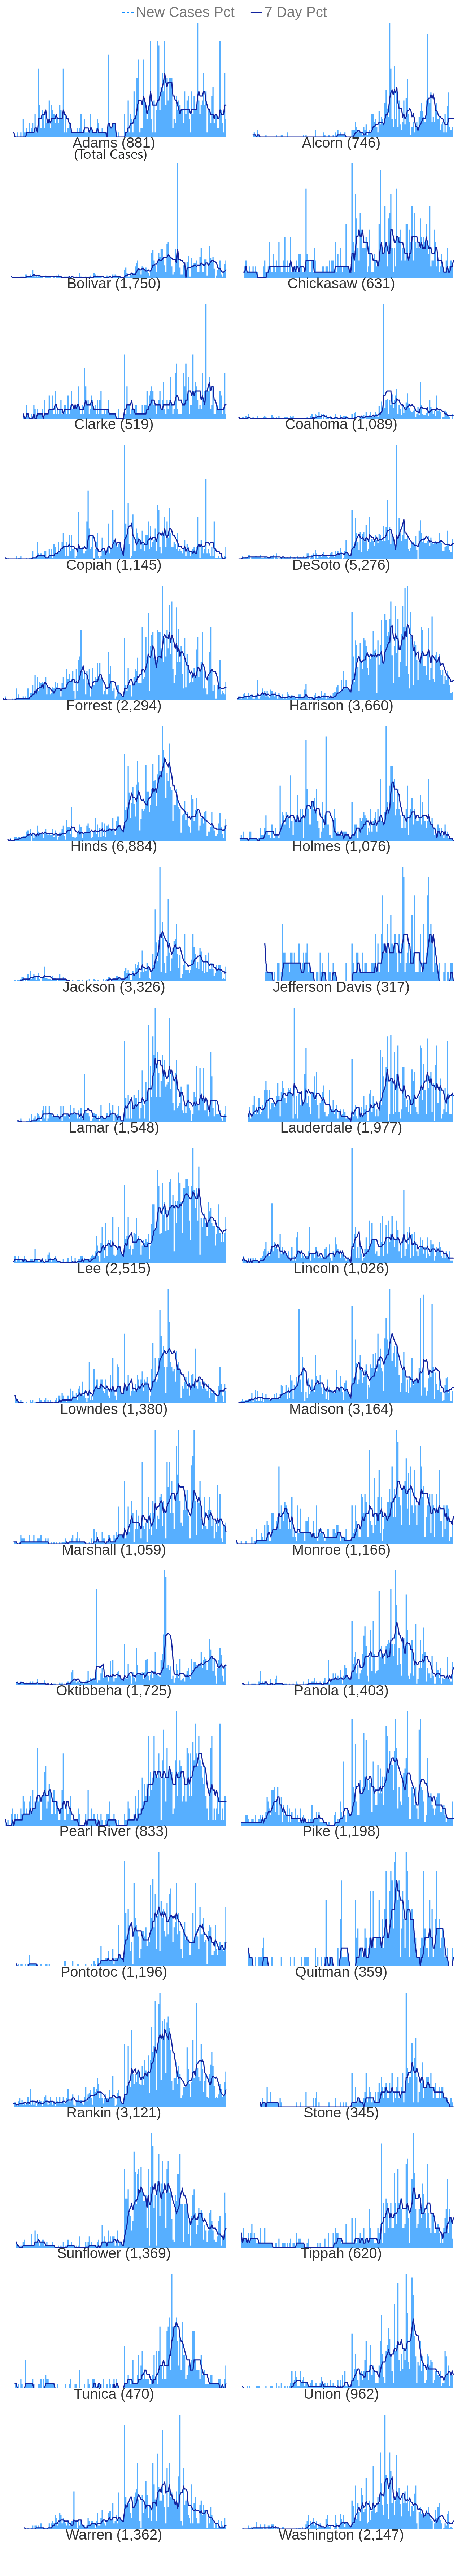 New Cases Pct 7 Day Pct
Adams (881) Alcorn (746)
(Total Cases)
Bolivar (1,750) Chickasaw (631)
Clarke (519) Coahoma (1,089)
Copiah (1,145) DeSoto (5,276)
Forrest (2,294) Harrison (3,660)
Hinds (6,884) Holmes (1,076)
Jackson (3,326) Jefferson Davis (317)
Lamar (1,548) Lauderdale (1,977)
Lee (2,515) Lincoln (1,026)
Lowndes (1,380) Madison (3,164)
Marshall (1,059) Monroe (1,166)
Oktibbeha (1,725) Panola (1,403)
Pearl River (833) Pike (1,198)
Pontotoc (1,196) Quitman (359)
Rankin (3,121) Stone (345)
Sunflower (1,369) Tippah (620)
Tunica (470) Union (962)
Warren (1,362) Washington (2,147)